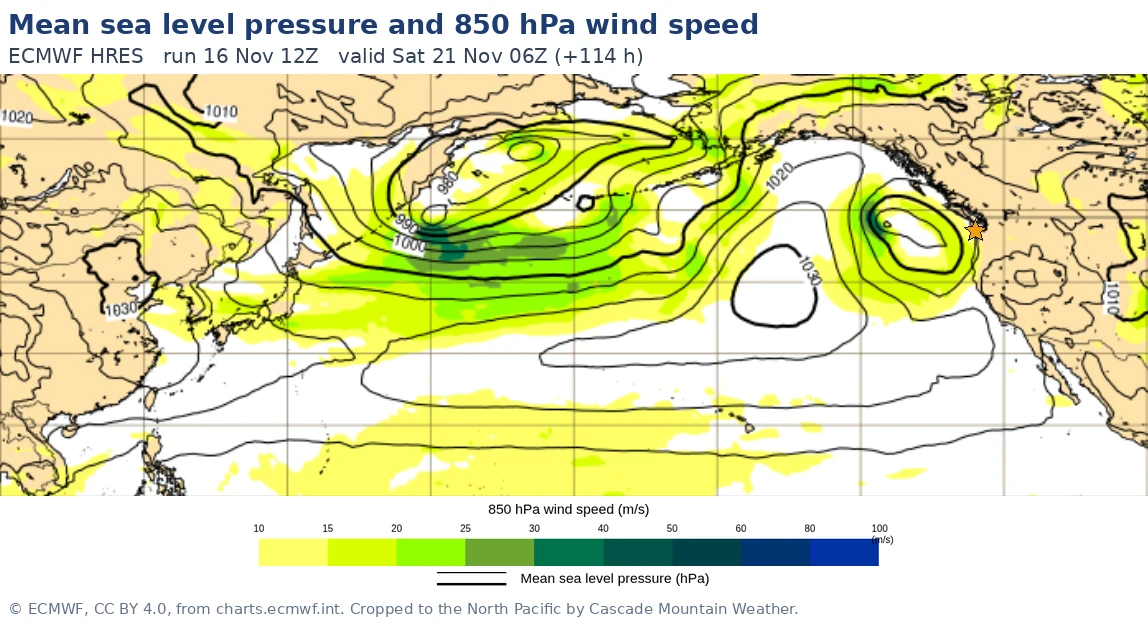 Mean sea level pressure and 850 hPa wind speed
ECMWF HRES run 16 Nov 12Z valid Sat 21 Nov 06Z (+114 h)
1020
1010
980
990
1000
1020
1030
1030
1010
850 hPa wind speed (m/s)
10 15 20 25 30 40 50 60 80 100
(m/s)
Mean sea level pressure (hPa)
© ECMWF, CC BY 4.0, from charts.ecmwf.int. Cropped to the North Pacific by Cascade Mountain Weather.